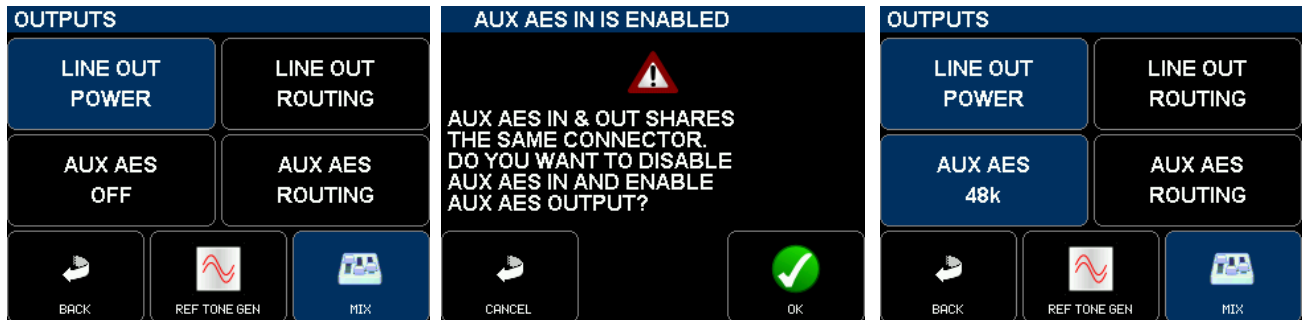 OUTPUTS
LINE OUT
POWER
LINE OUT
ROUTING
AUX AES
OFF
AUX AES
ROUTING
BACK
REF TONE GEN
MIX
AUX AES IN IS ENABLED
AUX AES IN & OUT SHARES
THE SAME CONNECTOR.
DO YOU WANT TO DISABLE
AUX AES IN AND ENABLE
AUX AES OUTPUT?
CANCEL
OK
OUTPUTS
LINE OUT
POWER
LINE OUT
ROUTING
AUX AES
48k
AUX AES
ROUTING
BACK
REF TONE GEN
MIX